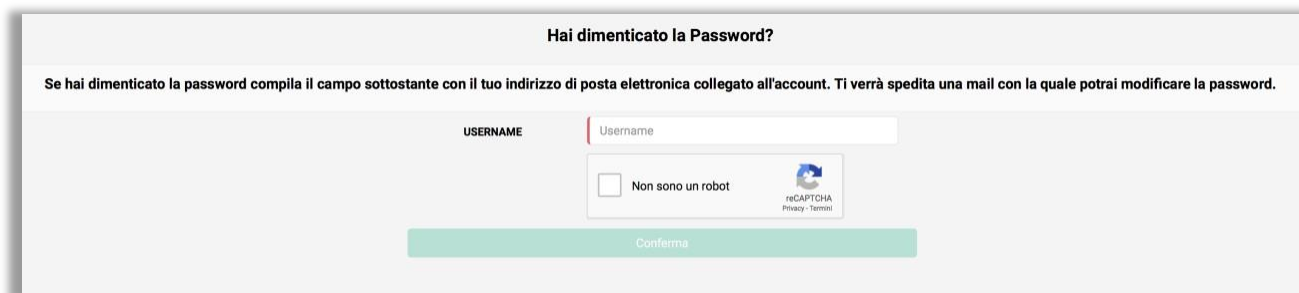 Hai dimenticato la Password?
Se hai dimenticato la password compila il campo sottostante con il tuo indirizzo di posta elettronica collegato all'account. Ti verrà spedita una mail con la quale potrai modificare la password.
USERNAME Username
Non sono un robot
reCAPTCHA
Privacy - Termini
Conferma